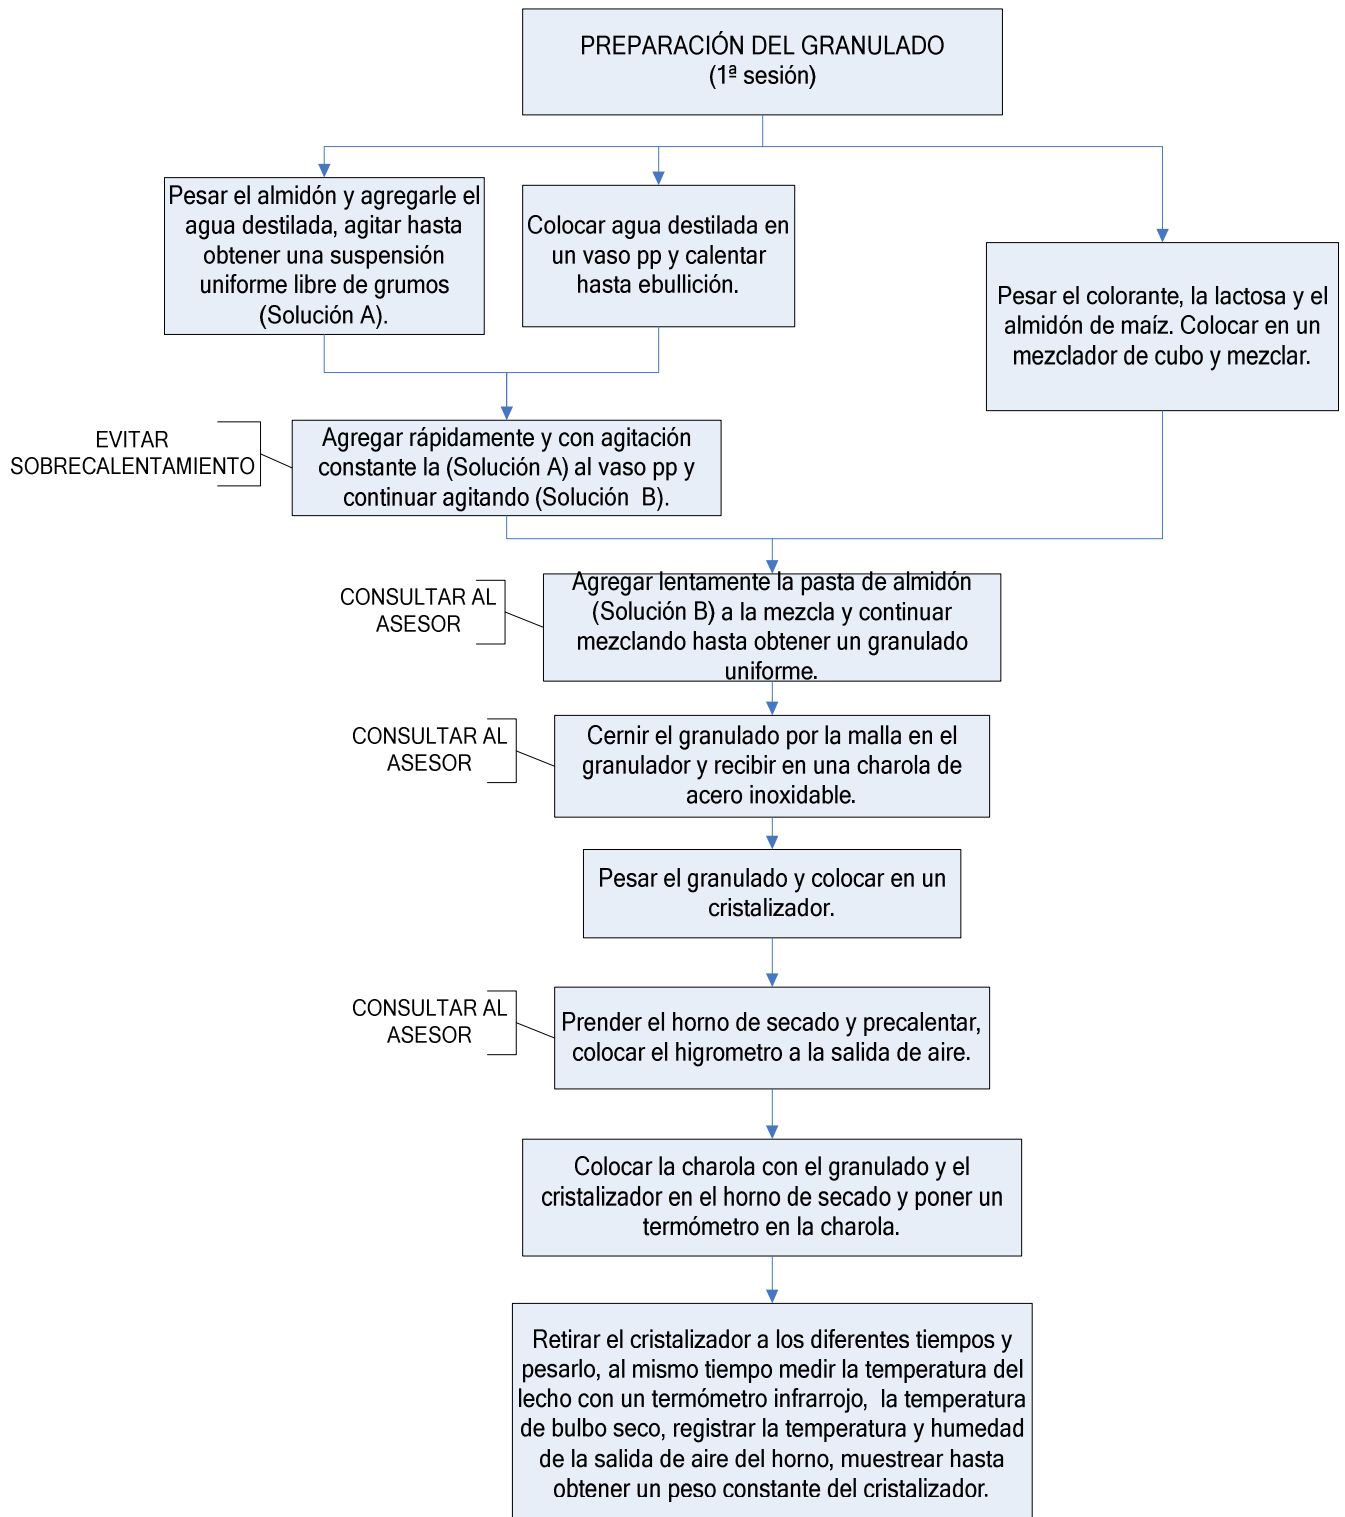 PREPARACIÓN DEL GRANULADO
(1ª sesión)
Pesar el almidón y agregarle el
agua destilada, agitar hasta
obtener una suspensión
uniforme libre de grumos
(Solución A).
Colocar agua destilada en
un vaso pp y calentar
hasta ebullición.
Pesar el colorante, la lactosa y el
almidón de maíz. Colocar en un
mezclador de cubo y mezclar.
EVITAR
SOBRECALENTAMIENTO
Agregar rápidamente y con agitación
constante la (Solución A) al vaso pp y
continuar agitando (Solución  B).
CONSULTAR AL
ASESOR
Agregar lentamente la pasta de almidón
(Solución B) a la mezcla y continuar
mezclando hasta obtener un granulado
uniforme.
CONSULTAR AL
ASESOR
Cernir el granulado por la malla en el
granulador y recibir en una charola de
acero inoxidable.
Pesar el granulado y colocar en un
cristalizador.
CONSULTAR AL
ASESOR
Prender el horno de secado y precalentar,
colocar el higrometro a la salida de aire.
Colocar la charola con el granulado y el
cristalizador en el horno de secado y poner un
termómetro en la charola.
Retirar el cristalizador a los diferentes tiempos y
pesarlo, al mismo tiempo medir la temperatura del
lecho con un termómetro infrarrojo,  la temperatura
de bulbo seco, registrar la temperatura y humedad
de la salida de aire del horno, muestrear hasta
obtener un peso constante del cristalizador.